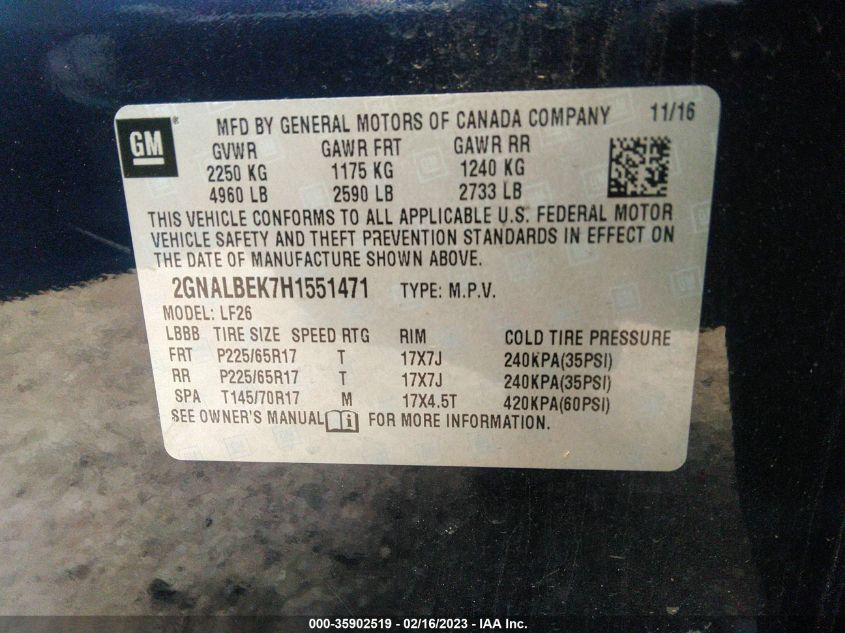 GM ® MFD BY GENERAL MOTORS OF CANADA COMPANY 11/16
GVWR GAWR FRT GAWR RR
2250 KG 1175 KG 1240 KG
4960 LB 2590 LB 2733 LB
THIS VEHICLE CONFORMS TO ALL APPLICABLE U.S. FEDERAL MOTOR
VEHICLE SAFETY AND THEFT PREVENTION STANDARDS IN EFFECT ON
THE DATE OF MANUFACTURE SHOWN ABOVE.
2GNALBEK7H1551471 TYPE: M.P.V.
MODEL: LF26
LBBB TIRE SIZE SPEED RTG RIM COLD TIRE PRESSURE
FRT P225/65R17 T 17X7J 240KPA(35PSI)
RR P225/65R17 T 17X7J 240KPA(35PSI)
SPA T145/70R17 M 17X4.5T 420KPA(60PSI)
SEE OWNER'S MANUAL i FOR MORE INFORMATION.
000-35902519 - 02/16/2023 - IAA Inc.